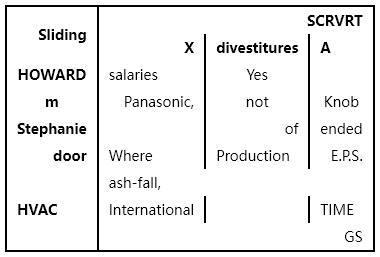 SCRVRT
Sliding
X divestitures A
HOWARD salaries Yes
m Panasonic, not Knob
Stephanie of ended
door Where Production E.P.S.
ash-fall,
HVAC International TIME
GS